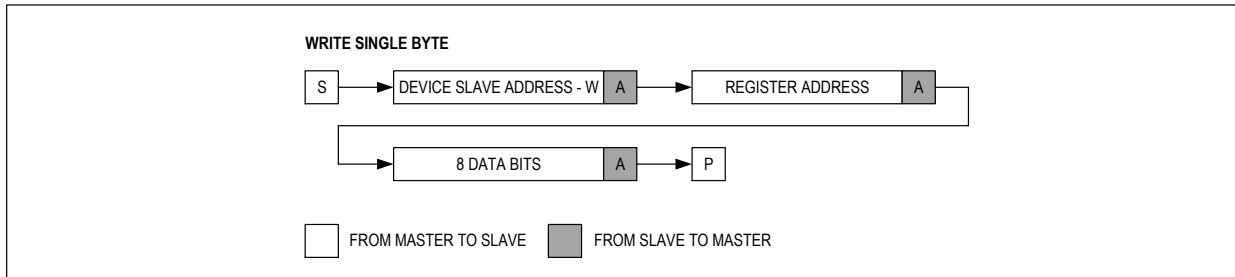 WRITE SINGLE BYTE
S DEVICE SLAVE ADDRESS - W A REGISTER ADDRESS A
8 DATA BITS A P
FROM MASTER TO SLAVE FROM SLAVE TO MASTER